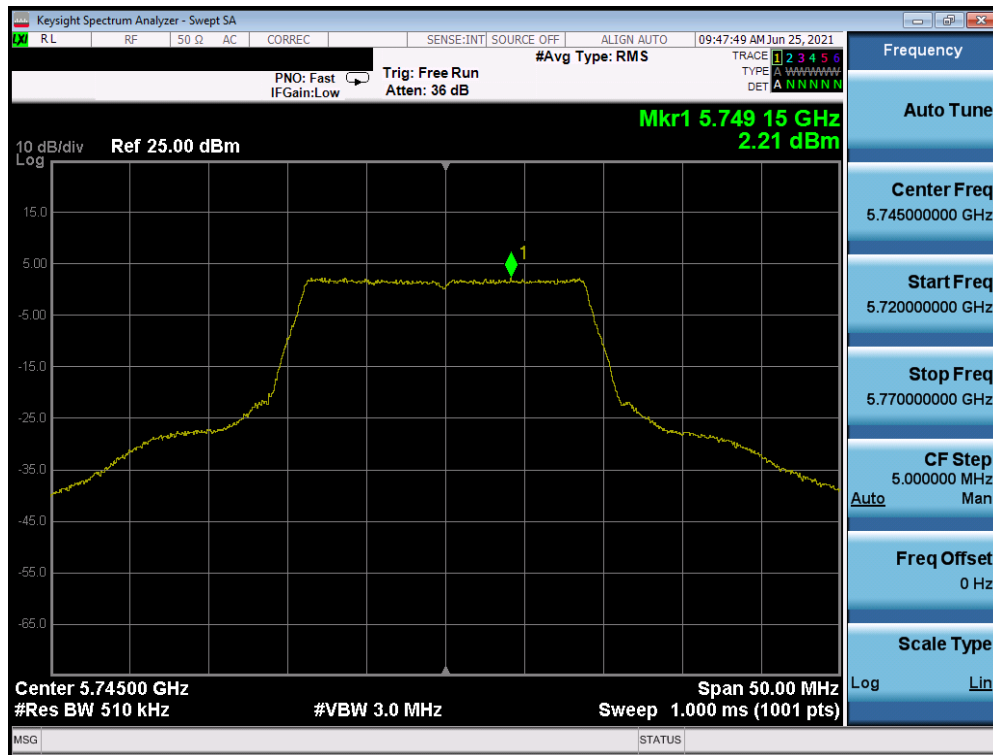 Keysight Spectrum Analyzer - Swept SA
LXI RL RF 50 Ω AC CORREC SENSE:INT SOURCE OFF ALIGN AUTO 09:47:49 AM Jun 25, 2021
PNO: Fast
IFGain:Low
Trig: Free Run
Atten: 36 dB
#Avg Type: RMS
TRACE 1 2 3 4 5 6
TYPE A WWWWWW
DET A N N N N N
Mkr1 5.749 15 GHz
2.21 dBm
10 dB/div
Log
Ref 25.00 dBm
15.0
5.00
-5.00
-15.0
-25.0
-35.0
-45.0
-55.0
-65.0
1
Center 5.74500 GHz
#Res BW 510 kHz
#VBW 3.0 MHz
Span 50.00 MHz
Sweep 1.000 ms (1001 pts)
MSG
STATUS
Frequency
Auto Tune
Center Freq
5.745000000 GHz
Start Freq
5.720000000 GHz
Stop Freq
5.770000000 GHz
CF Step
5.000000 MHz
Auto Man
Freq Offset
0 Hz
Scale Type
Log Lin